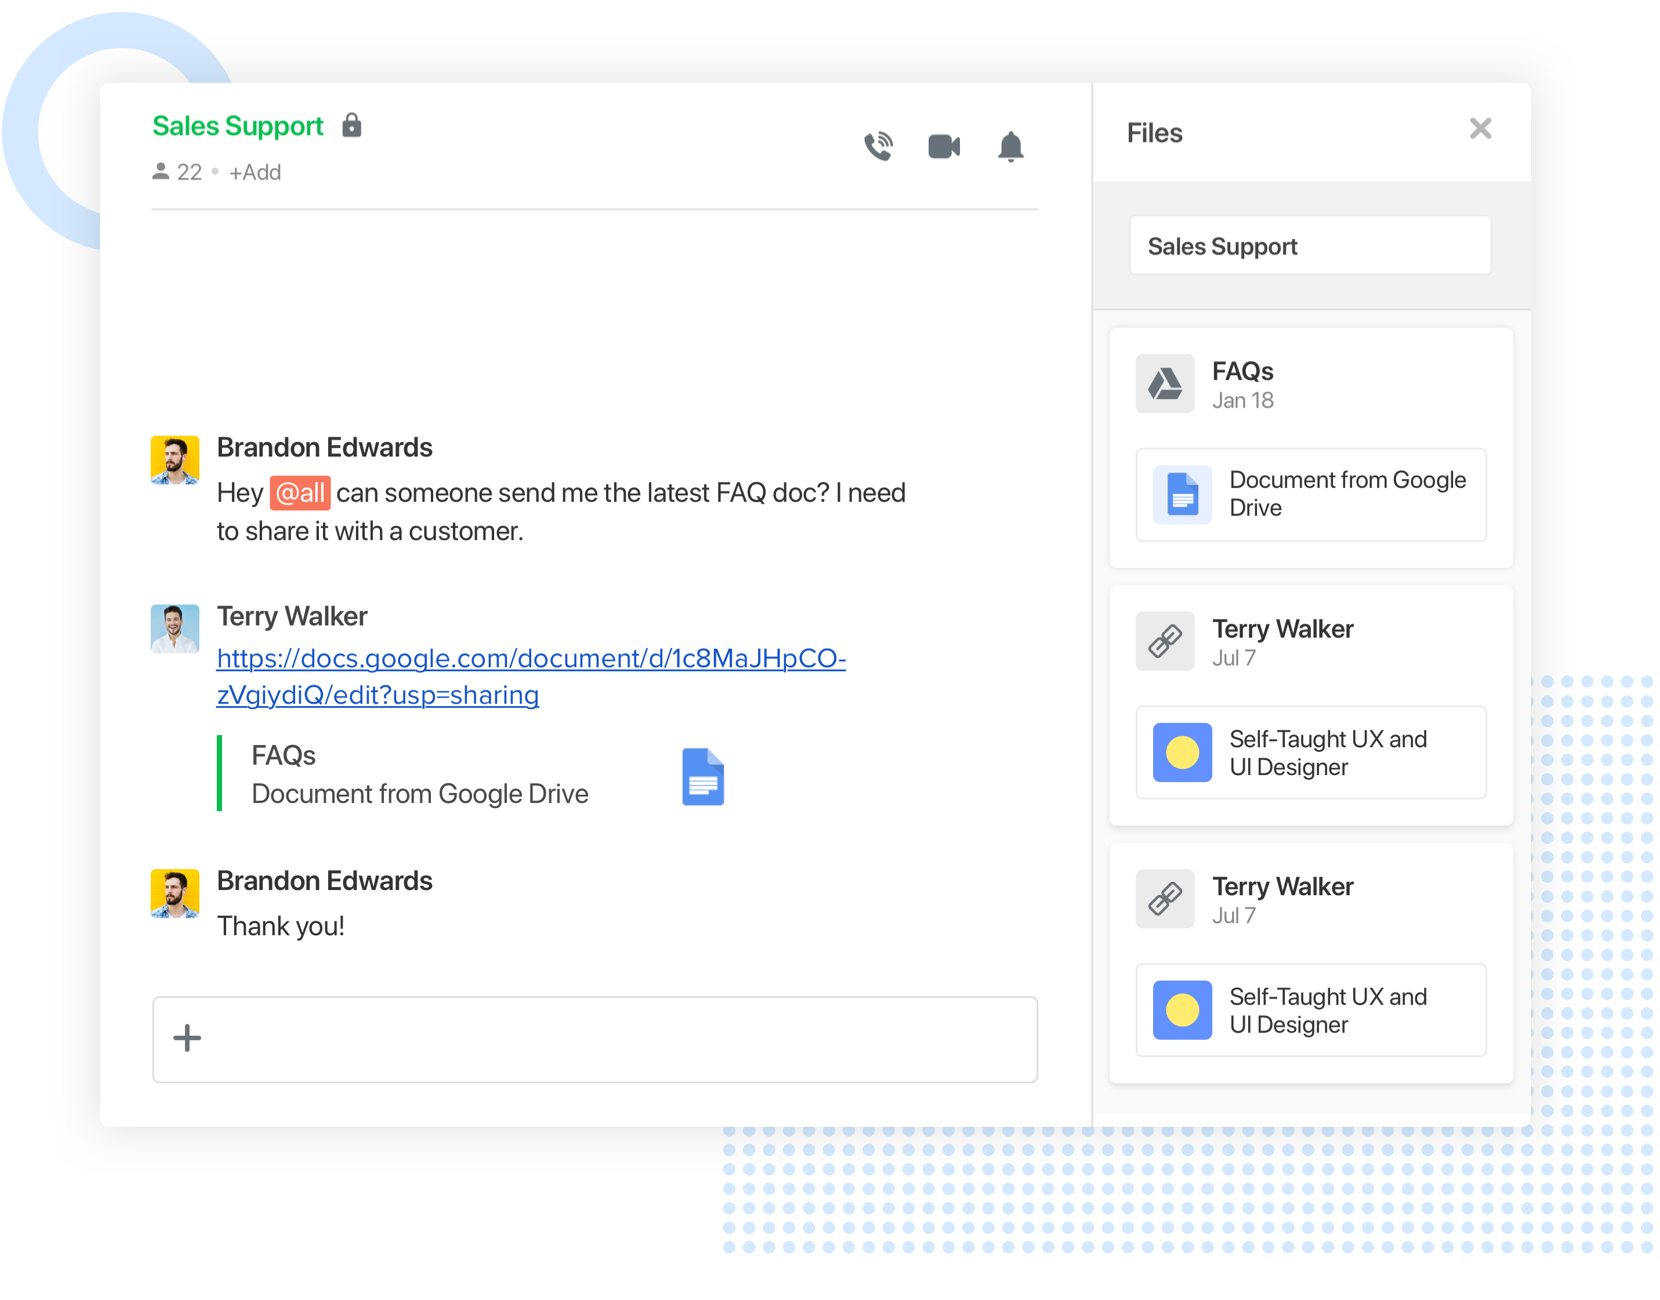 Sales Support
22 • +Add
Brandon Edwards
Hey @all can someone send me the latest FAQ doc? I need
to share it with a customer.
Terry Walker
https://docs.google.com/document/d/1c8MaJHpCO-
zVgiydiQ/edit?usp=sharing
FAQs
Document from Google Drive
Brandon Edwards
Thank you!
Files
Sales Support
FAQs
Jan 18
Document from Google
Drive
Terry Walker
Jul 7
Self-Taught UX and
UI Designer
Terry Walker
Jul 7
Self-Taught UX and
UI Designer